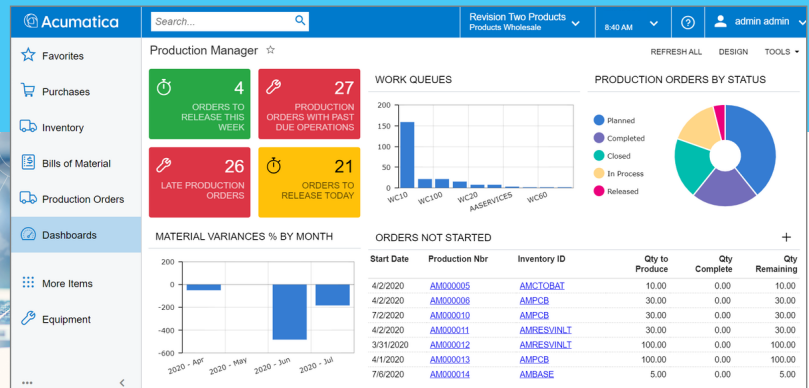 Acumatica
Search...
Revision Two Products
Products Wholesale
8:40 AM
?
admin admin
Favorites
Purchases
Inventory
Bills of Material
Production Orders
Dashboards
More Items
Equipment
Production Manager
REFRESH ALL DESIGN TOOLS
4
ORDERS TO
RELEASE THIS
WEEK
27
PRODUCTION
ORDERS WITH PAST
DUE OPERATIONS
26
LATE PRODUCTION
ORDERS
21
ORDERS TO
RELEASE TODAY
WORK QUEUES
200
150
100
50
0
WC10 WC100 WC20 AASERVICES WC60
PRODUCTION ORDERS BY STATUS
Planned
Completed
Closed
In Process
Released
MATERIAL VARIANCES % BY MONTH
200
0
-200
-400
-600
2020 - Apr 2020 - May 2020 - Jun 2020 - Jul
ORDERS NOT STARTED
Start Date Production Nbr Inventory ID Qty to Produce Qty Complete Qty Remaining
4/2/2020 AM000005 AMCTOBAT 10.00 0.00 10.00
4/2/2020 AM000006 AMPCB 30.00 0.00 30.00
7/2/2020 AM000010 AMPCB 30.00 0.00 30.00
4/2/2020 AM000011 AMRESVINLT 30.00 0.00 30.00
3/31/2020 AM000012 AMRESVINLT 100.00 0.00 100.00
4/1/2020 AM000013 AMPCB 100.00 0.00 100.00
7/6/2020 AM000014 AMBASE 5.00 0.00 5.00